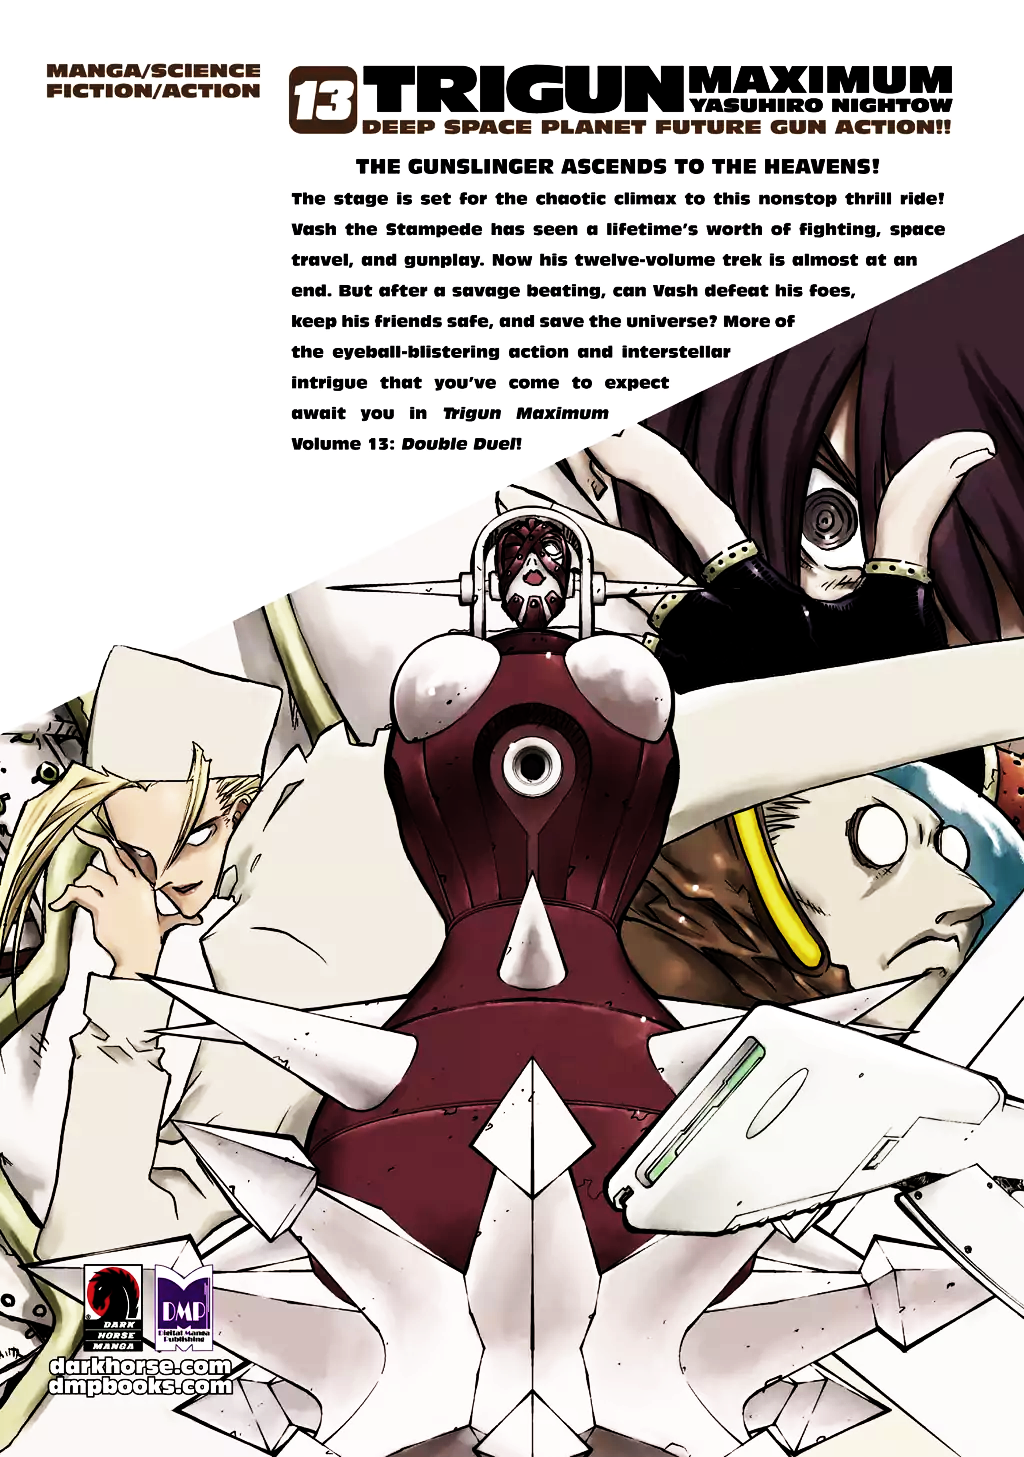 MANGA/SCIENCE
FICTION/ACTION
13 TRIGUN MAXIMUM
YASUHIRO NIGHTOW
DEEP SPACE PLANET FUTURE GUN ACTION!!
THE GUNSLINGER ASCENDS TO THE HEAVENS!
The stage is set for the chaotic climax to this nonstop thrill ride!
Vash the Stampede has seen a lifetime's worth of fighting, space
travel, and gunplay. Now his twelve-volume trek is almost at an
end. But after a savage beating, can Vash defeat his foes,
keep his friends safe, and save the universe? More of
the eyeball-blistering action and interstellar
intrigue that you've come to expect
await you in Trigun Maximum
Volume 13: Double Duel!
DARK
HORSE
MANGA
®
DMP
Digital Manga
Publishing
darkhorse.com
dmpbooks.com